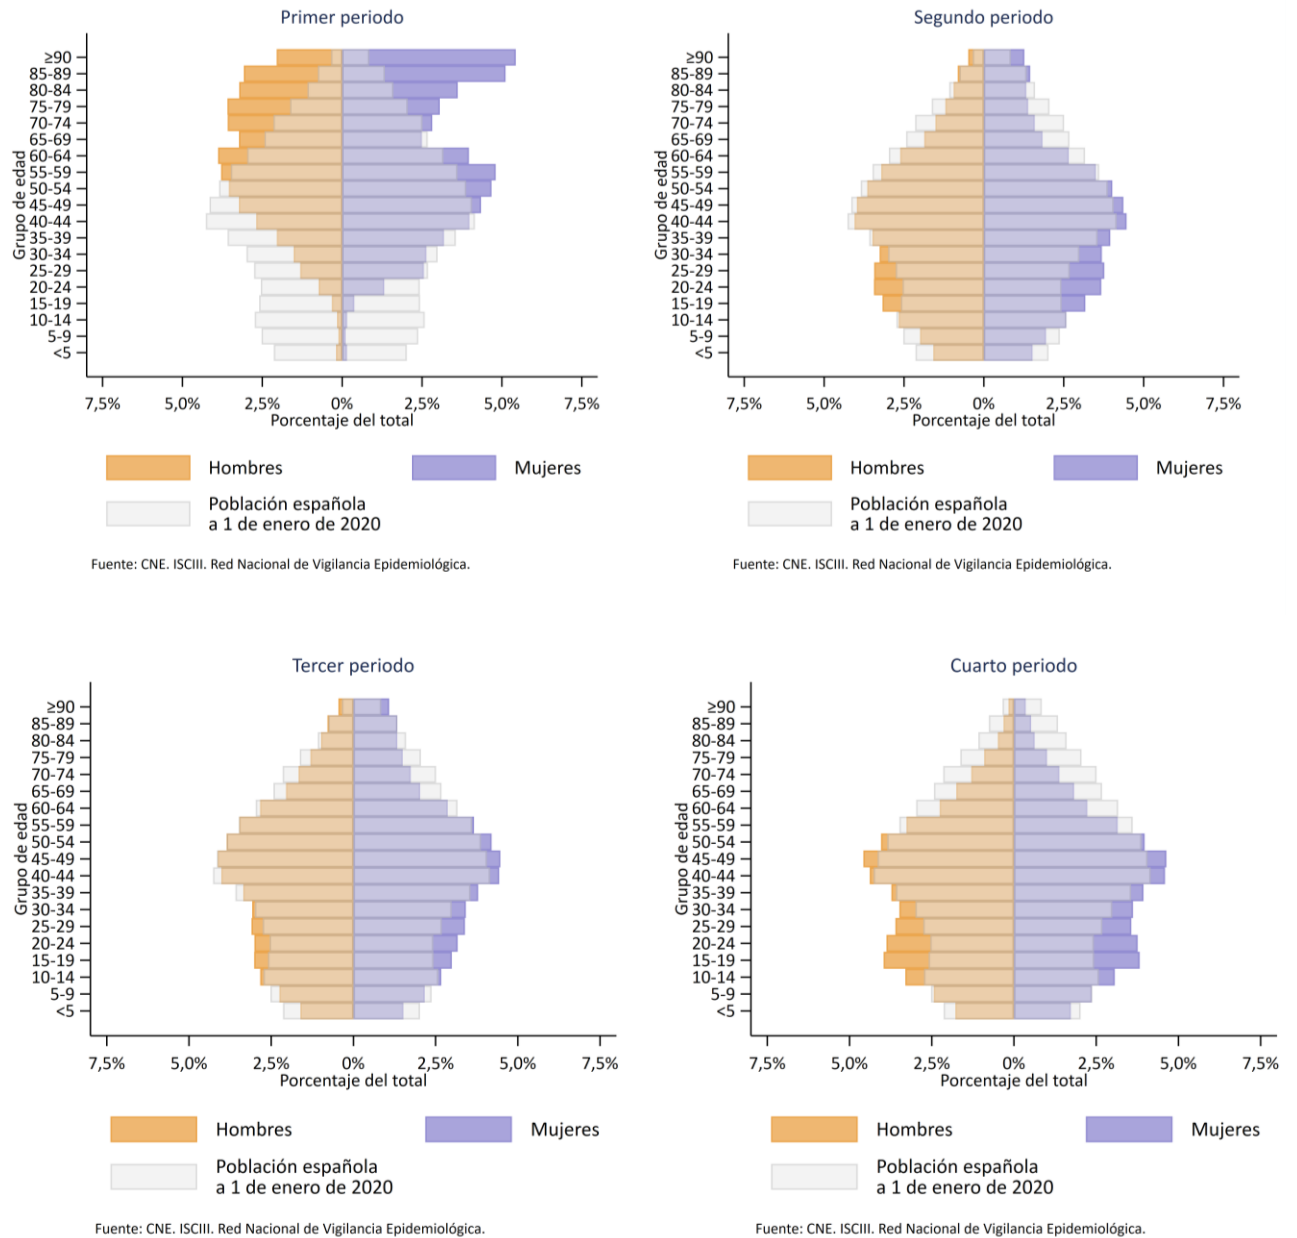 Primer periodo
Grupo de edad
≥90
85-89
80-84
75-79
70-74
65-69
60-64
55-59
50-54
45-49
40-44
35-39
30-34
25-29
20-24
15-19
10-14
5-9
<5
7,5% 5,0% 2,5% 0% 2,5% 5,0% 7,5%
Porcentaje del total
Hombres Mujeres
Población española
a 1 de enero de 2020
Fuente: CNE. ISCIII. Red Nacional de Vigilancia Epidemiológica.
Segundo periodo
Grupo de edad
≥90
85-89
80-84
75-79
70-74
65-69
60-64
55-59
50-54
45-49
40-44
35-39
30-34
25-29
20-24
15-19
10-14
5-9
<5
7,5% 5,0% 2,5% 0% 2,5% 5,0% 7,5%
Porcentaje del total
Hombres Mujeres
Población española
a 1 de enero de 2020
Fuente: CNE. ISCIII. Red Nacional de Vigilancia Epidemiológica.
Tercer periodo
Grupo de edad
≥90
85-89
80-84
75-79
70-74
65-69
60-64
55-59
50-54
45-49
40-44
35-39
30-34
25-29
20-24
15-19
10-14
5-9
<5
7,5% 5,0% 2,5% 0% 2,5% 5,0% 7,5%
Porcentaje del total
Hombres Mujeres
Población española
a 1 de enero de 2020
Fuente: CNE. ISCIII. Red Nacional de Vigilancia Epidemiológica.
Cuarto periodo
Grupo de edad
≥90
85-89
80-84
75-79
70-74
65-69
60-64
55-59
50-54
45-49
40-44
35-39
30-34
25-29
20-24
15-19
10-14
5-9
<5
7,5% 5,0% 2,5% 0% 2,5% 5,0% 7,5%
Porcentaje del total
Hombres Mujeres
Población española
a 1 de enero de 2020
Fuente: CNE. ISCIII. Red Nacional de Vigilancia Epidemiológica.